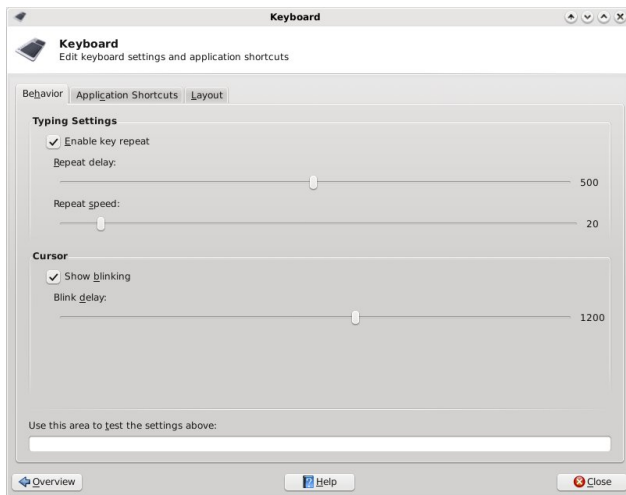 Keyboard
Keyboard
Edit keyboard settings and application shortcuts
Behavior Application Shortcuts Layout
Typing Settings
Enable key repeat
Repeat delay:
500
Repeat speed:
20
Cursor
Show blinking
Blink delay:
1200
Use this area to test the settings above:
Overview Help Close